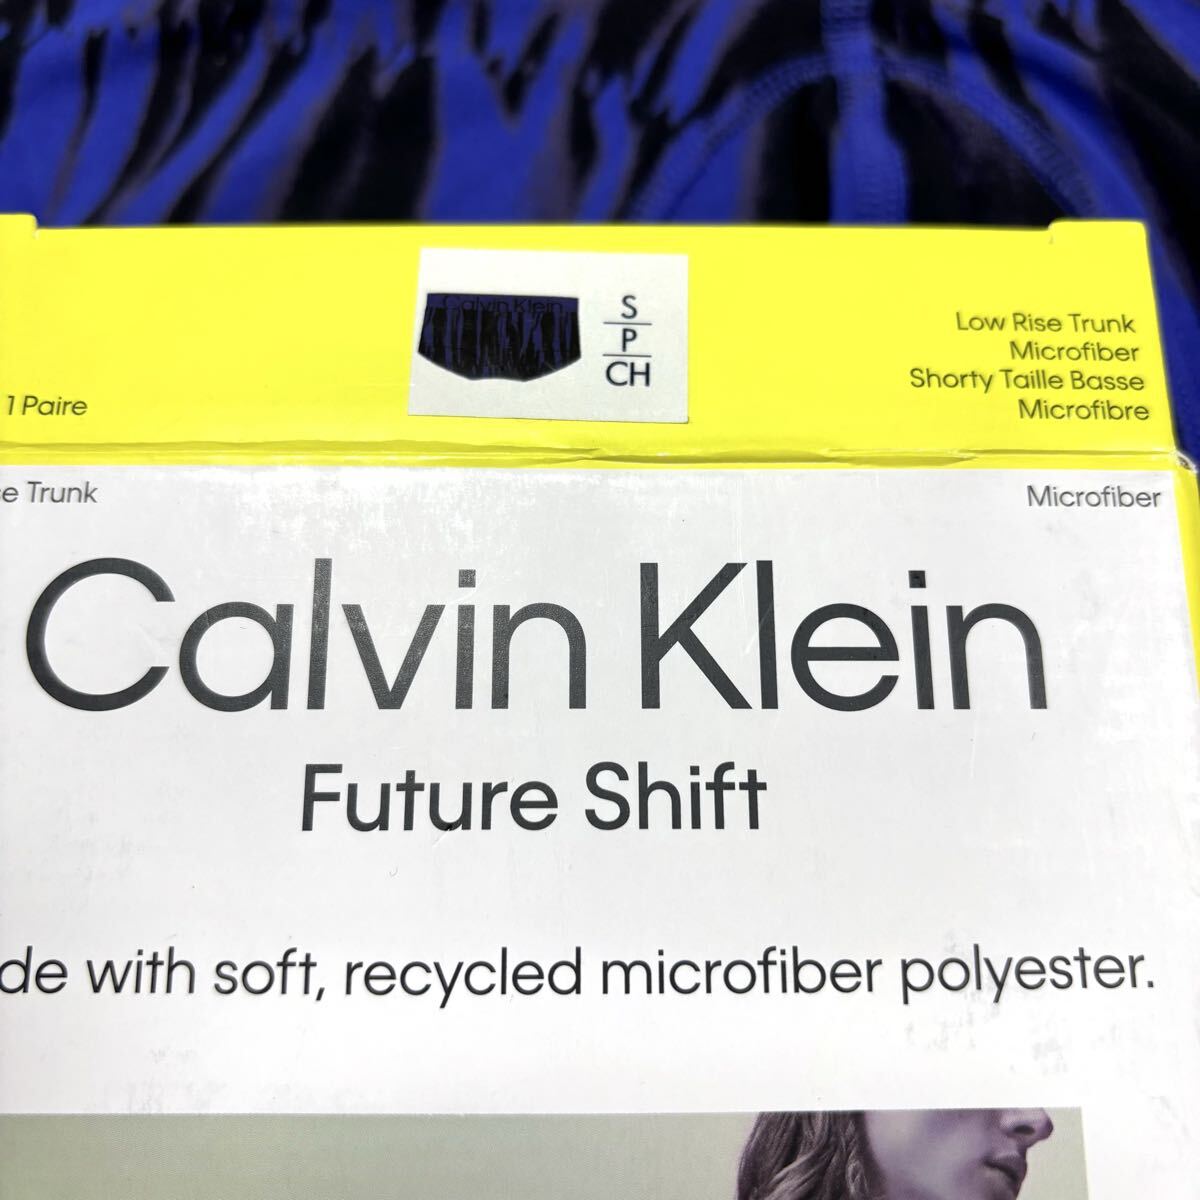 Calvin Klein
S
P
CH
Low Rise Trunk
Microfiber
Shorty Taille Basse
Microfibre
1 Paire
se Trunk
Microfiber
Calvin Klein
Future Shift
de with soft, recycled microfiber polyester.